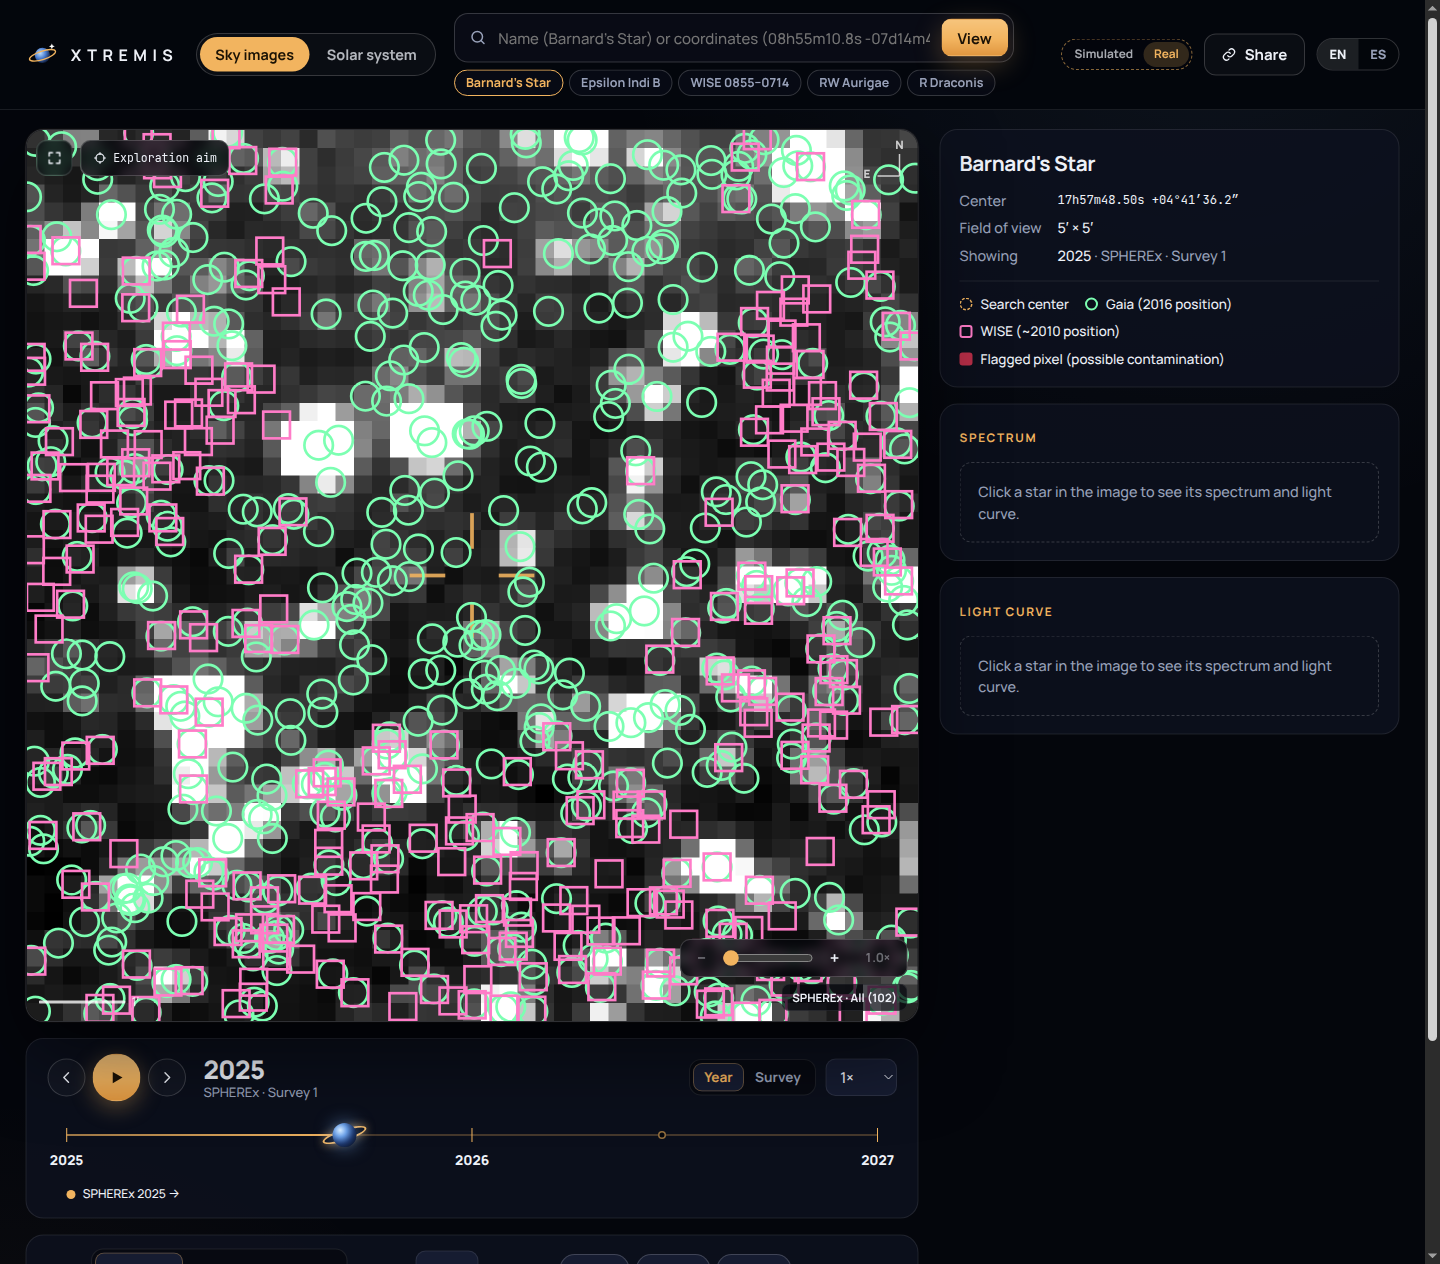 XTREMIS
Sky images
Solar system
Name (Barnard's Star) or coordinates (08h55m10.8s -07d14m4
View
Barnard's Star
Epsilon Indi B
WISE 0855-0714
RW Aurigae
R Draconis
Simulated
Real
Share
EN
ES
Exploration aim
N
E
− + 1.0×
SPHEREx · All (102)
Barnard's Star
Center 17h57m48.50s +04°41′36.2″
Field of view 5′ × 5′
Showing 2025 · SPHEREx · Survey 1
Search center
Gaia (2016 position)
WISE (~2010 position)
Flagged pixel (possible contamination)
SPECTRUM
Click a star in the image to see its spectrum and light
curve.
LIGHT CURVE
Click a star in the image to see its spectrum and light
curve.
2025
SPHEREx · Survey 1
Year
Survey
1×
2025
2026
2027
SPHEREx 2025 →